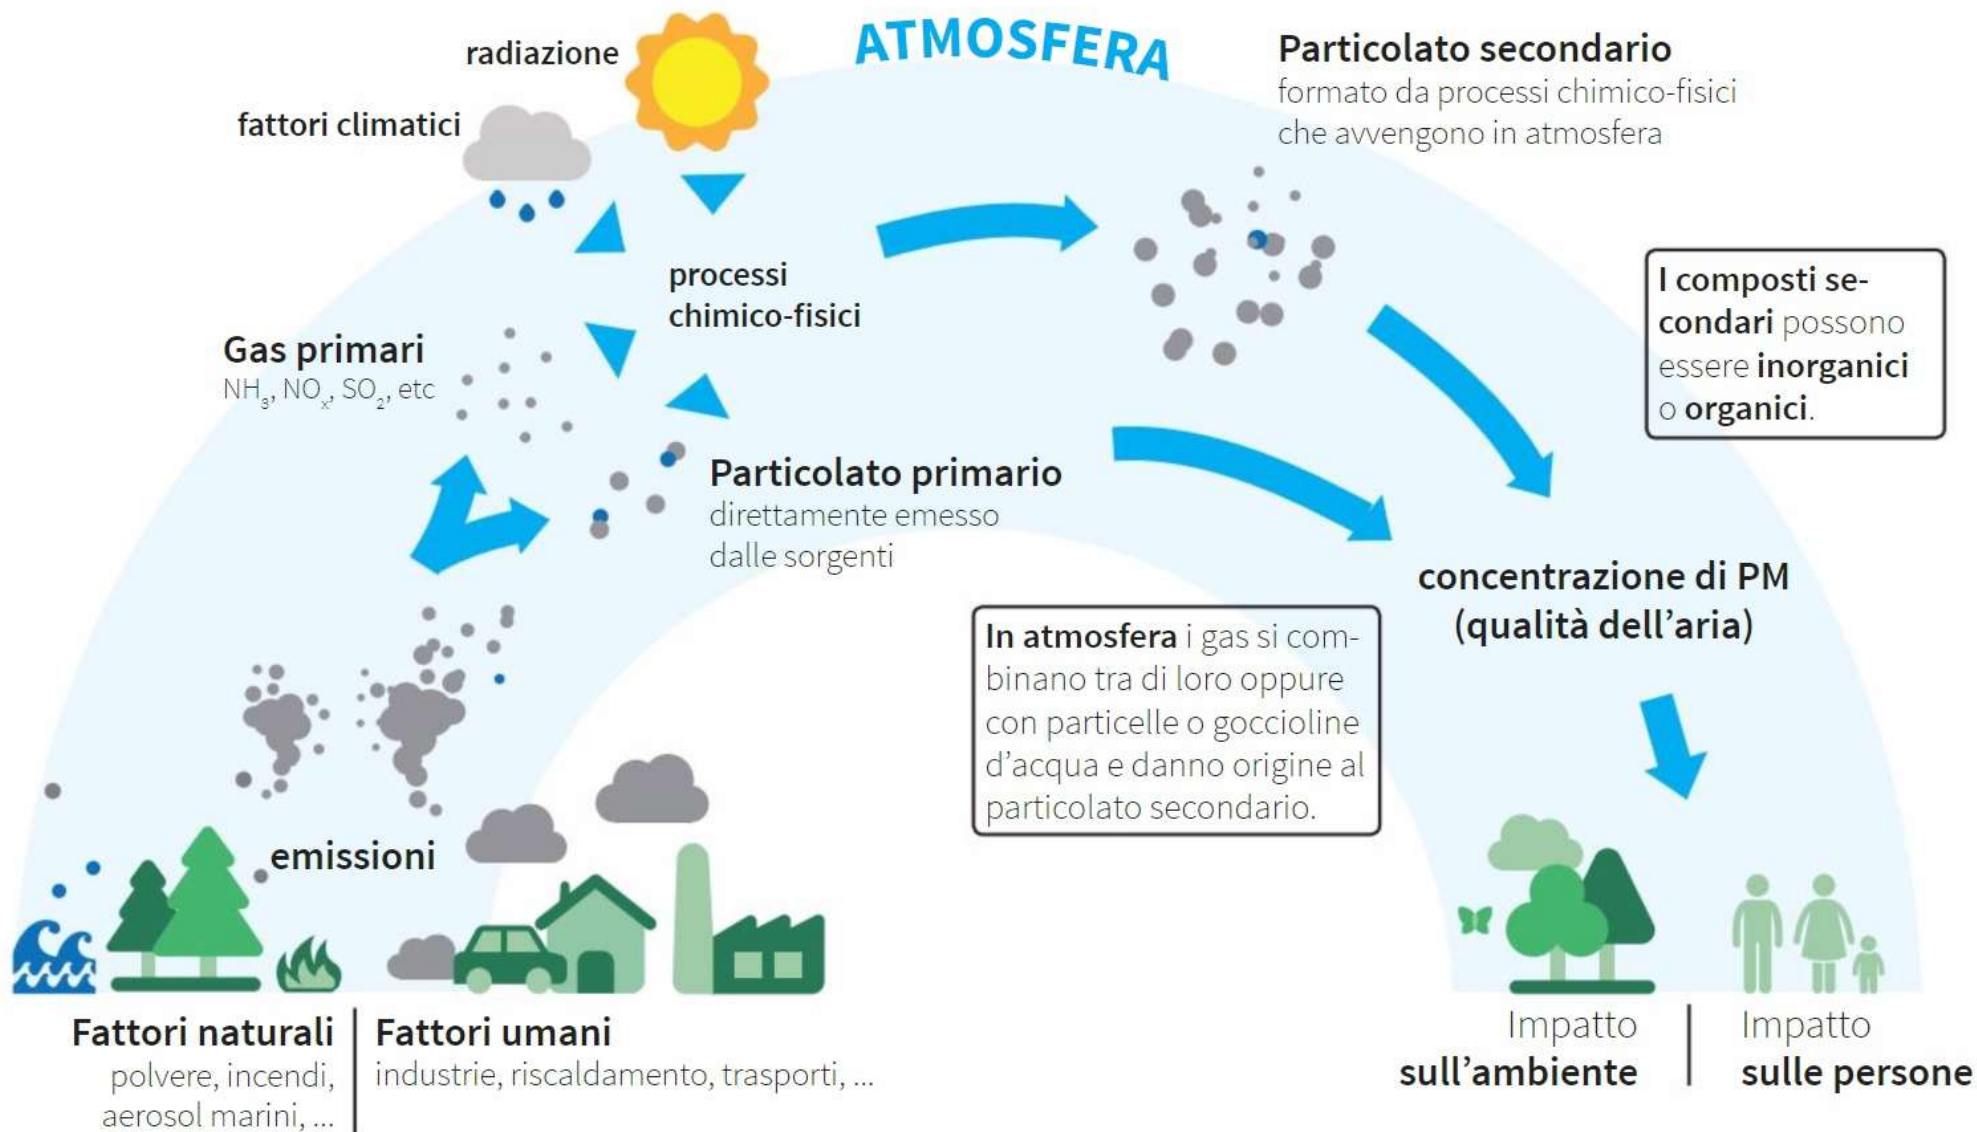 ATMOSFERA
radiazione
fattori climatici
Particolato secondario
formato da processi chimico-fisici
che avvengono in atmosfera
processi
chimico-fisici
I composti se-
condari possono
essere inorganici
o organici.
Gas primari
NH₃, NOₓ, SO₂, etc
Particolato primario
direttamente emesso
dalle sorgenti
concentrazione di PM
(qualità dell'aria)
In atmosfera i gas si com-
binano tra di loro oppure
con particelle o goccioline
d'acqua e danno origine al
particolato secondario.
emissioni
Fattori naturali
polvere, incendi,
aerosol marini, ...
Fattori umani
industrie, riscaldamento, trasporti, ...
Impatto
sull'ambiente
Impatto
sulle persone